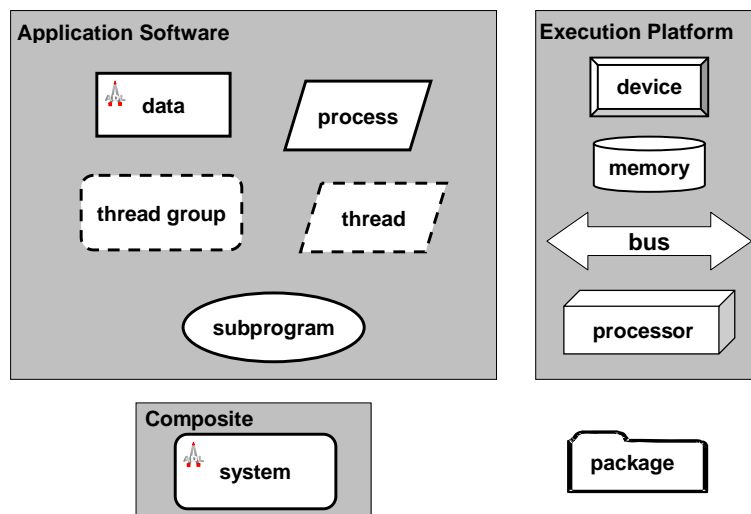 Application Software
data
process
thread group
thread
subprogram
Execution Platform
device
memory
bus
processor
Composite
system
package